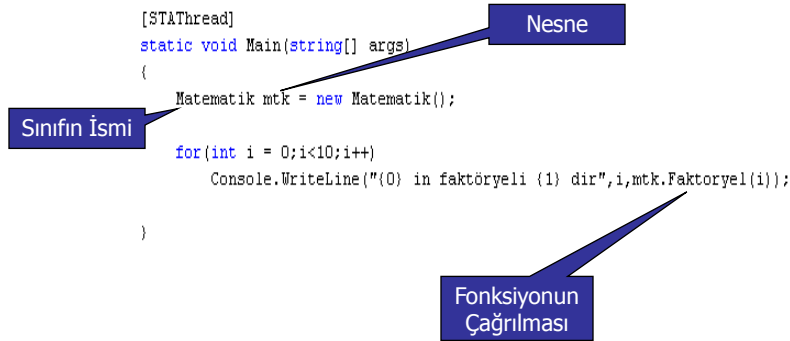 [STAThread]
Nesne
static void Main(string[] args)
{
Matematik mtk = new Matematik();
Sınıfın İsmi
for(int i = 0;i<10;i++)
Console.WriteLine("{0} in faktöryeli {1} dir",i,mtk.Faktoryel(i));
}
Fonksiyonun
Çağrılması